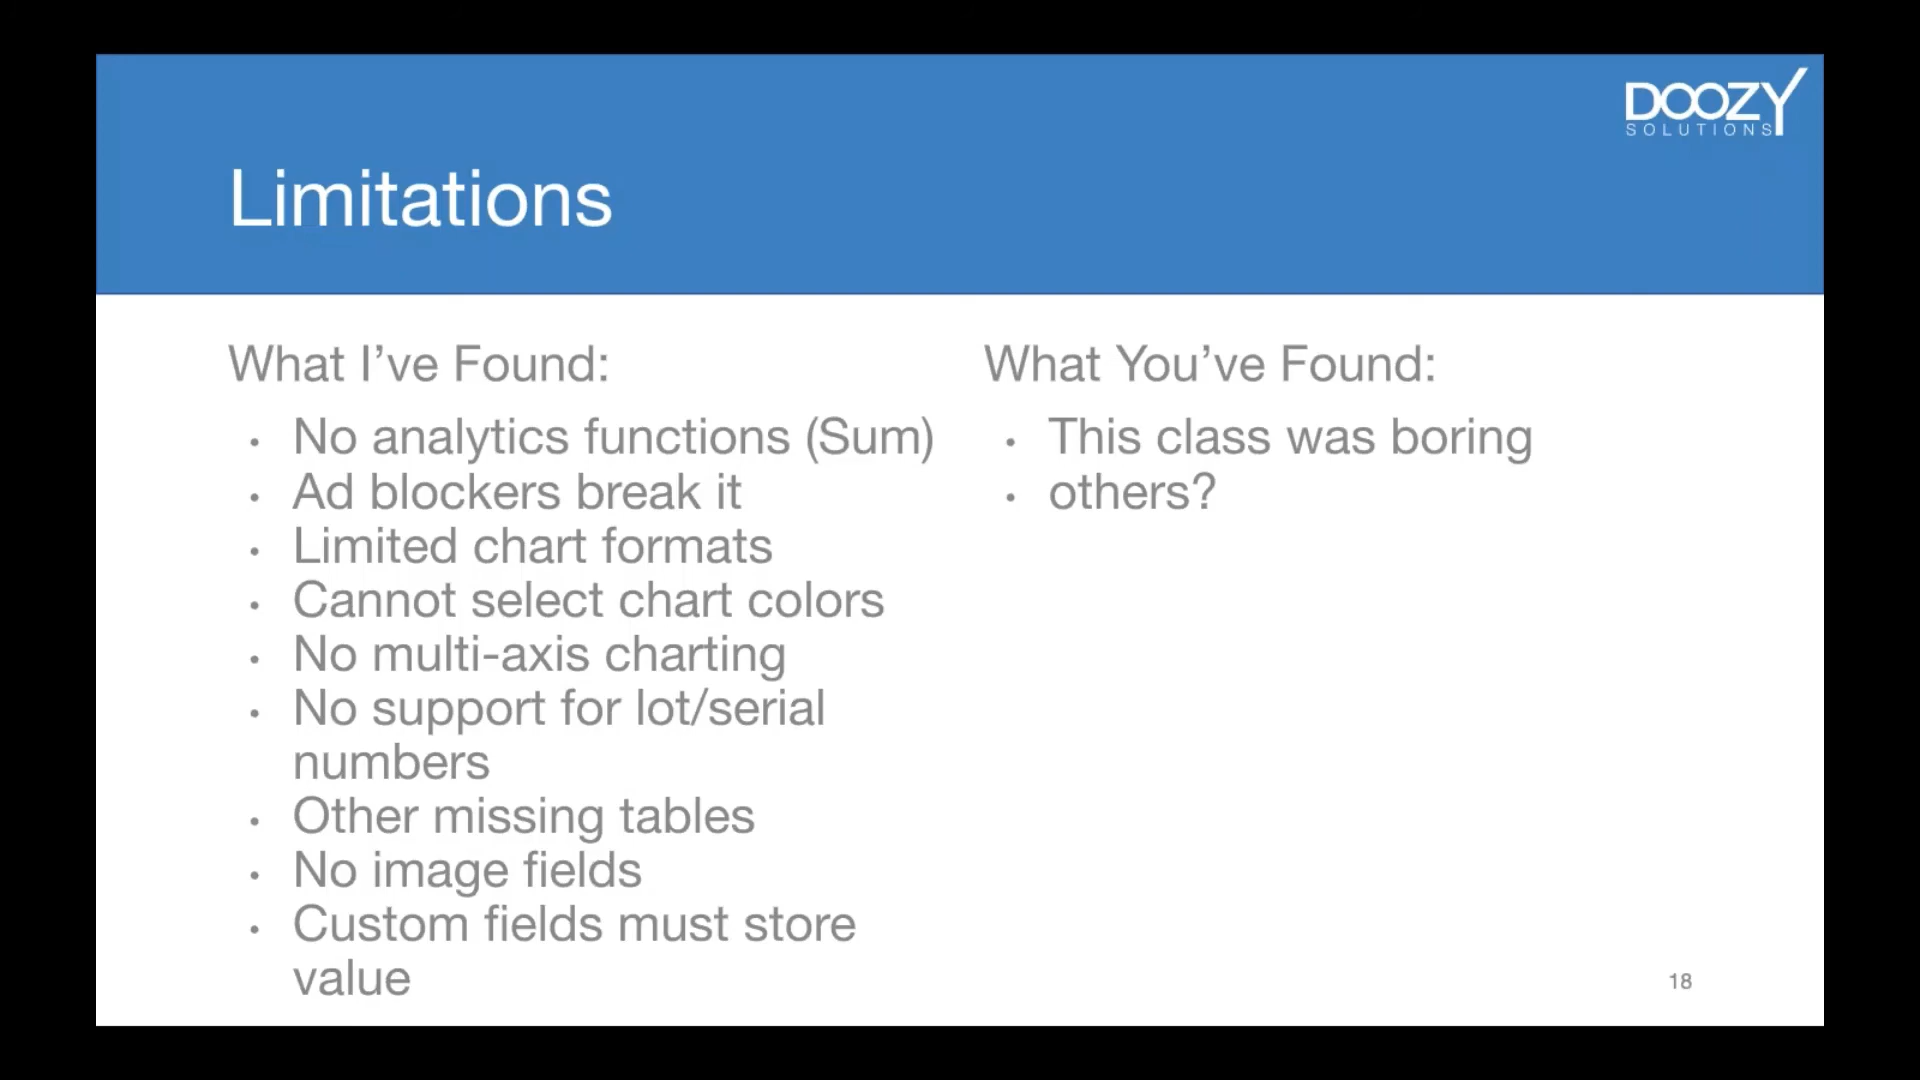 DOOZY
SOLUTIONS
Limitations
What I’ve Found:
• No analytics functions (Sum)
• Ad blockers break it
• Limited chart formats
• Cannot select chart colors
• No multi-axis charting
• No support for lot/serial
numbers
• Other missing tables
• No image fields
• Custom fields must store
value
What You’ve Found:
• This class was boring
• others?
18